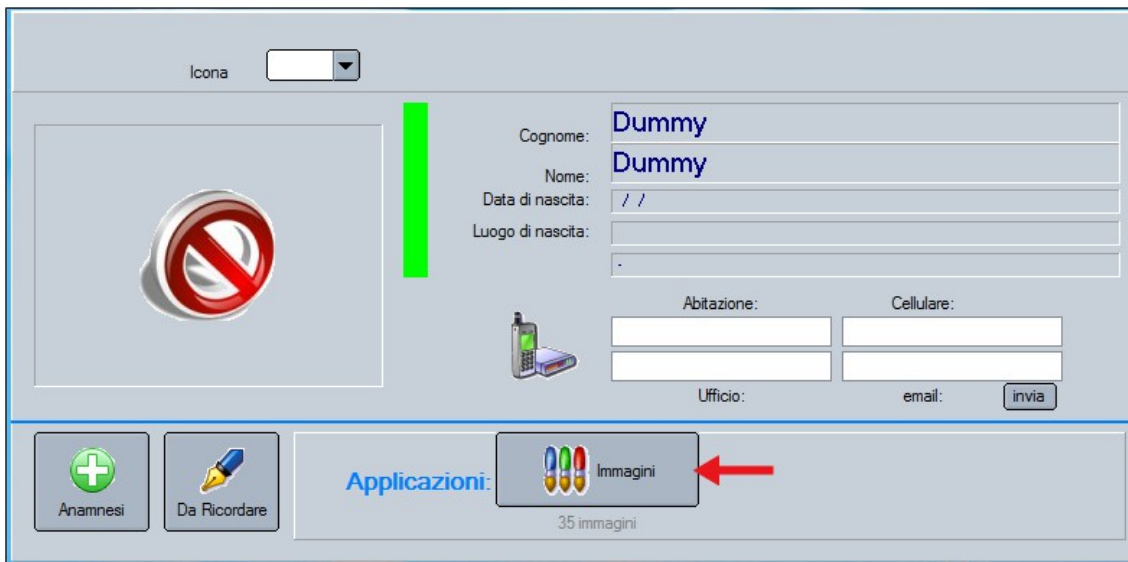 Icona
Cognome: Dummy
Nome: Dummy
Data di nascita: / /
Luogo di nascita:
-
Abitazione: Cellulare:
Ufficio: email: invia
Anamnesi
Da Ricordare
Applicazioni:
Immagini
35 immagini